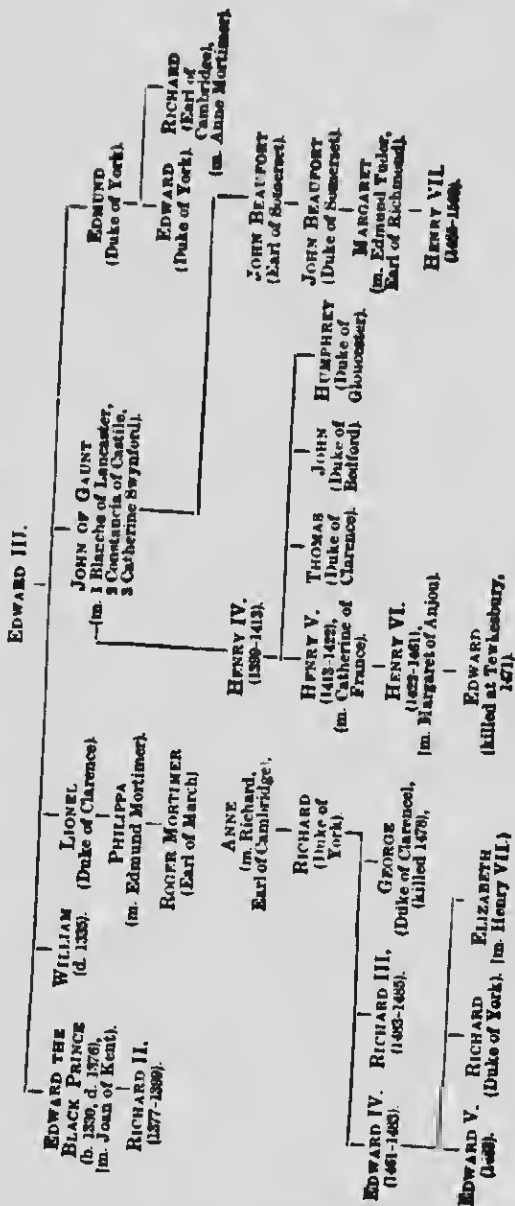 EDWARD III.
EDWARD THE
BLACK PRINCE
(b. 1330, d. 1376),
[m. Joan of Kent).
RICHARD II.
(1377-1399).
WILLIAM
(d. 1335).
LIONEL
(Duke of Clarence).
PHILIPPA
(m. Edmund Mortimer).
ROGER MORTIMER
(Earl of March)
ANNE
(m. Richard,
Earl of Cambridge),
RICHARD
(Duke of
York).
EDWARD IV.
(1461-1483).
RICHARD III,
(1483-1485).
GEORGE
(Duke of Clarence),
(killed 1478),
EDWARD V.
(1483).
RICHARD
(Duke of York).
ELIZABETH
[m. Henry VII.)
JOHN OF GAUNT
(m. 1 Blanche of Lancaster,
2 Constancia of Castile,
3 Catherine Swynford).
HENRY IV.
(1399-1413).
HENRY V.
(1413-1422),
(m. Catherine of
France).
THOMAS
(Duke of
Clarence).
JOHN
(Duke of
Bedford).
HUMPHREY
(Duke of
Gloucester).
HENRY VI.
(1422-1461),
[m. Margaret of Anjou).
EDWARD
(killed at Tewkesbury,
1471).
JOHN BEAUFORT
(Earl of Somerset).
JOHN BEAUFORT
(Duke of Somerset).
MARGARET
(m. Edmund Tudor,
Earl of Richmond).
HENRY VII.
EDMUND
(Duke of York).
EDWARD
(Duke of York).
RICHARD
(Earl of
Cambridge),
(m. Anne Mortimer).